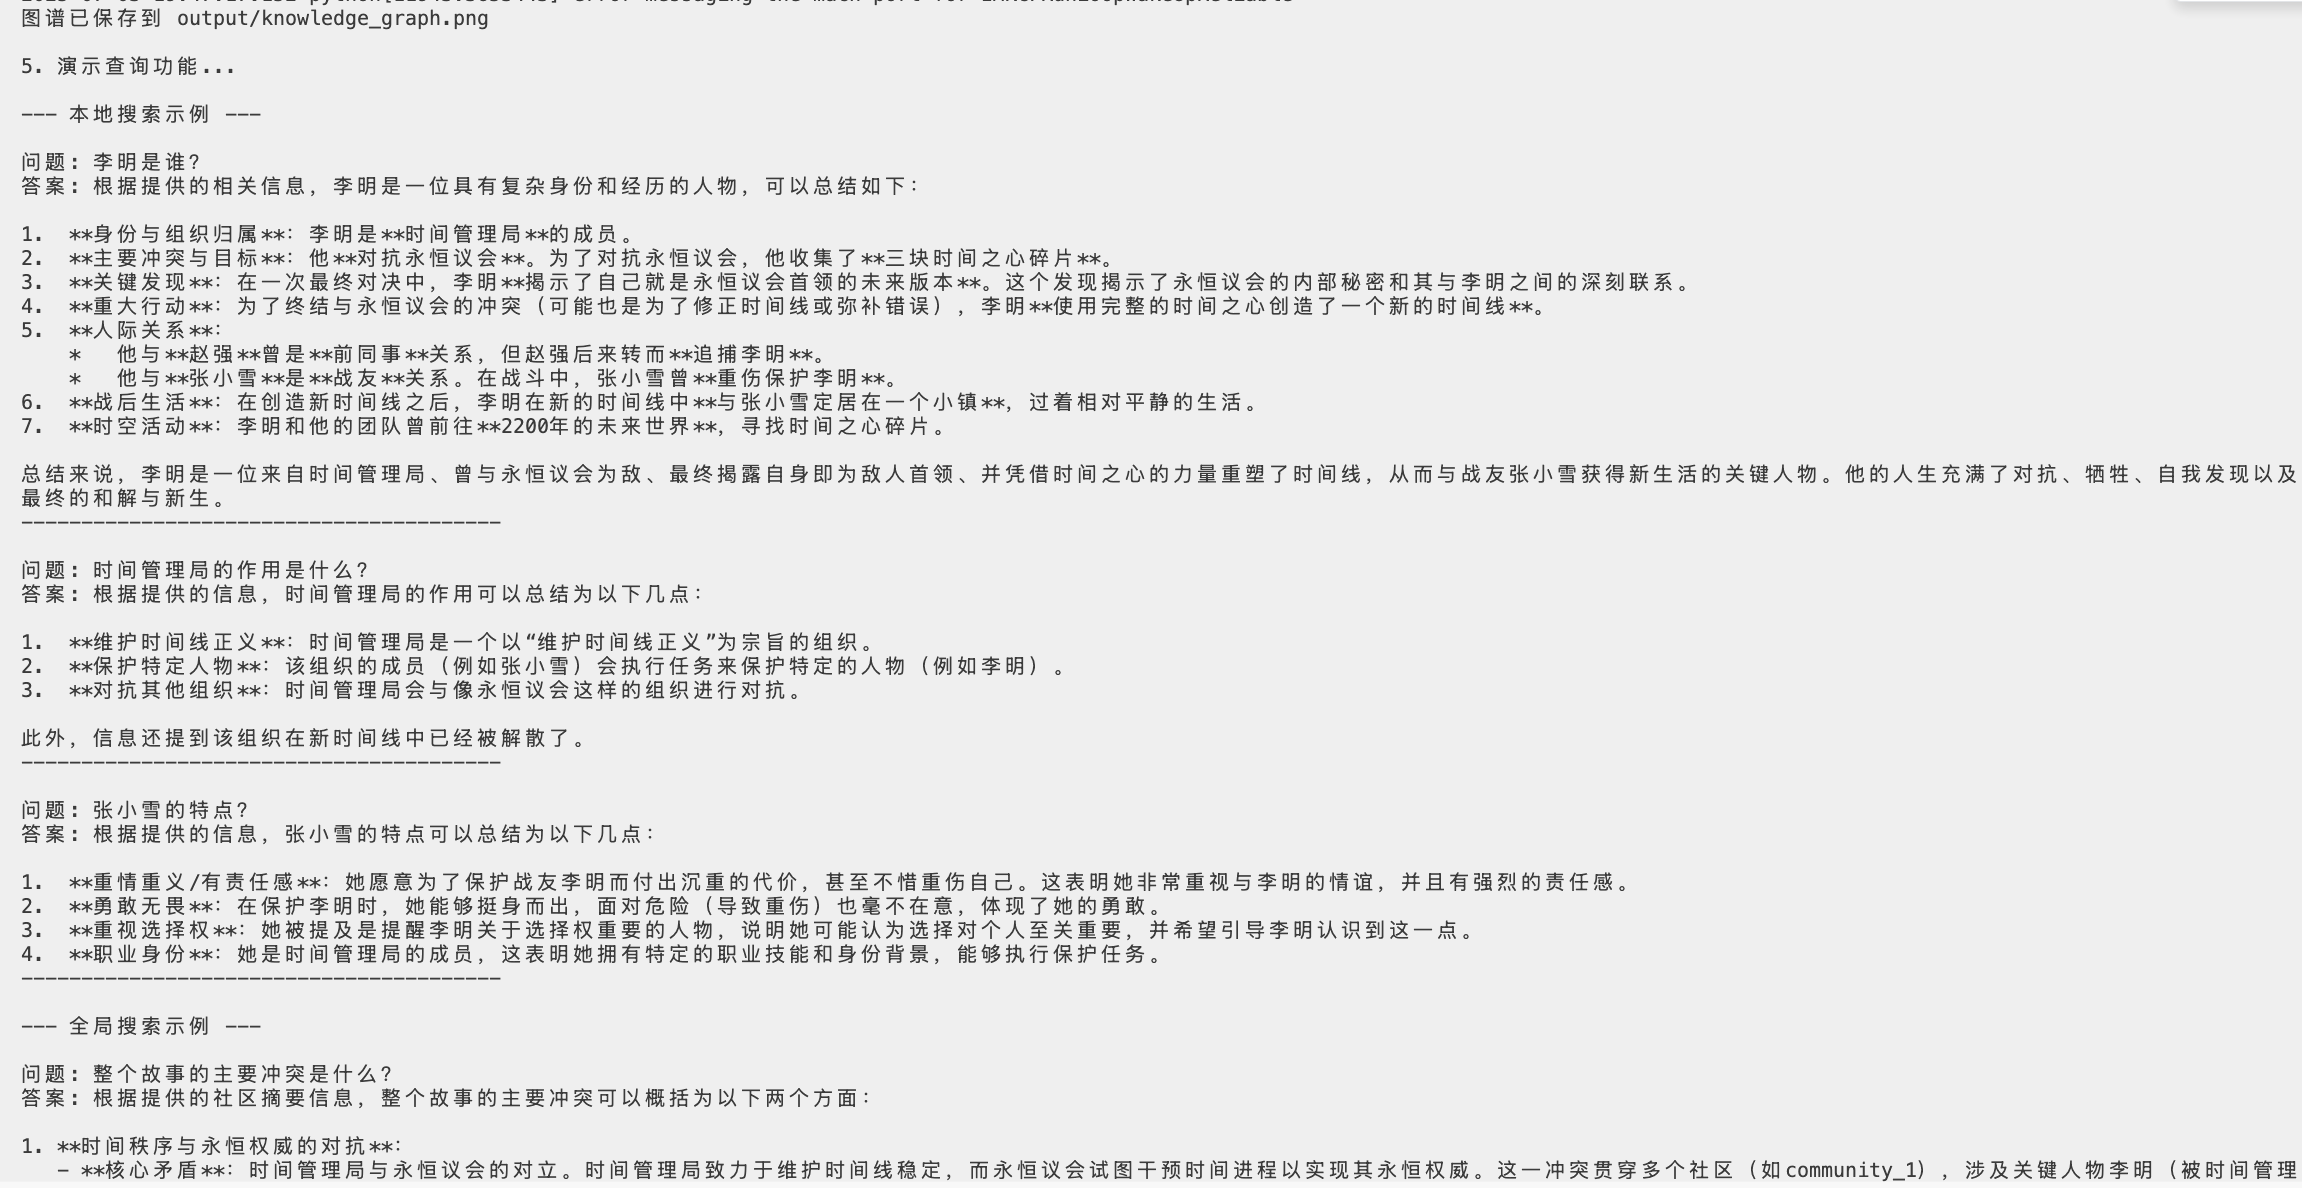 图谱已保存到 output/knowledge_graph.png
5. 演示查询功能...
--- 本地搜索示例 ---
问题: 李明是谁?
答案: 根据提供的相关信息，李明是一位具有复杂身份和经历的人物，可以总结如下：
1.  **身份与组织归属**：李明是**时间管理局**的成员。
2.  **主要冲突与目标**：他**对抗永恒议会**。为了对抗永恒议会，他收集了**三块时间之心碎片**。
3.  **关键发现**：在一次最终对决中，李明**揭示了自己就是永恒议会首领的未来版本**。这个发现揭示了永恒议会的内部秘密和其与李明之间的深刻联系。
4.  **重大行动**：为了终结与永恒议会的冲突（可能也是为了修正时间线或弥补错误），李明**使用完整的时间之心创造了一个新的时间线**。
5.  **人际关系**：
    *   他与**赵强**曾是**前同事**关系，但赵强后来转而**追捕李明**。
    *   他与**张小雪**是**战友**关系。在战斗中，张小雪曾**重伤保护李明**。
6.  **战后生活**：在创造新时间线之后，李明在新的时间线中**与张小雪定居在一个小镇**，过着相对平静的生活。
7.  **时空活动**：李明和他的团队曾前往**2200年的未来世界**，寻找时间之心碎片。
总结来说，李明是一位来自时间管理局、曾与永恒议会为敌、最终揭露自身即为敌人首领、并凭借时间之心的力量重塑了时间线，从而与战友张小雪获得新生活的关键人物。他的人生充满了对抗、牺牲、自我发现以及
最终的和解与新生。
----------------------------------------
问题: 时间管理局的作用是什么?
答案: 根据提供的信息，时间管理局的作用可以总结为以下几点：
1.  **维护时间线正义**：时间管理局是一个以“维护时间线正义”为宗旨的组织。
2.  **保护特定人物**：该组织的成员（例如张小雪）会执行任务来保护特定的人物（例如李明）。
3.  **对抗其他组织**：时间管理局会与像永恒议会这样的组织进行对抗。
此外，信息还提到该组织在新时间线中已经被解散了。
----------------------------------------
问题: 张小雪的特点?
答案: 根据提供的信息，张小雪的特点可以总结为以下几点：
1.  **重情重义/有责任感**：她愿意为了保护战友李明而付出沉重的代价，甚至不惜重伤自己。这表明她非常重视与李明的情谊，并且有强烈的责任感。
2.  **勇敢无畏**：在保护李明时，她能够挺身而出，面对危险（导致重伤）也毫不在意，体现了她的勇敢。
3.  **重视选择权**：她被提及是提醒李明关于选择权重要的人物，说明她可能认为选择对个人至关重要，并希望引导李明认识到这一点。
4.  **职业身份**：她是时间管理局的成员，这表明她拥有特定的职业技能和身份背景，能够执行保护任务。
----------------------------------------
--- 全局搜索示例 ---
问题: 整个故事的主要冲突是什么?
答案: 根据提供的社区摘要信息，整个故事的主要冲突可以概括为以下两个方面：
1. **时间秩序与永恒权威的对抗**：
   - **核心矛盾**：时间管理局与永恒议会的对立。时间管理局致力于维护时间线稳定，而永恒议会试图干预时间进程以实现其永恒权威。这一冲突贯穿多个社区（如community_1），涉及关键人物李明（被时间管理